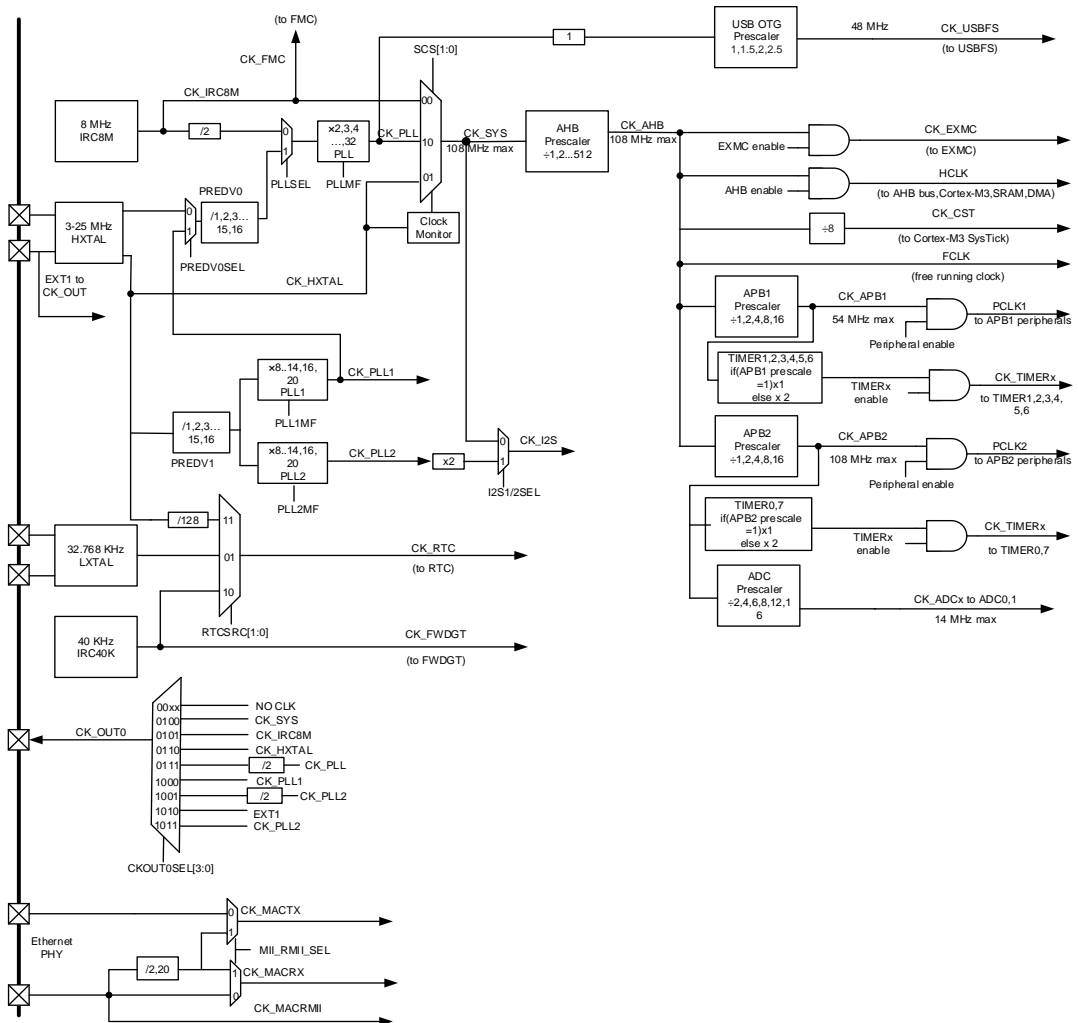 (to FMC)
CK_FMC
SCS[1:0]
1
USB OTG
Prescaler
1,1.5,2,2.5
48 MHz
CK_USBFS
(to USBFS)
CK_IRC8M
8 MHz
IRC8M
/2
0
1
PLLSEL
×2,3,4
...,32
PLL
PLLMF
CK_PLL
00
10
01
CK_SYS
108 MHz max
AHB
Prescaler
÷1,2...512
CK_AHB
108 MHz max
EXMC enable
CK_EXMC
(to EXMC)
AHB enable
HCLK
(to AHB bus,Cortex-M3,SRAM,DMA)
÷8
CK_CST
(to Cortex-M3 SysTick)
FCLK
(free running clock)
3-25 MHz
HXTAL
PREDV0
0
1
/1,2,3...
15,16
PREDV0SEL
Clock
Monitor
EXT1 to
CK_OUT
CK_HXTAL
APB1
Prescaler
÷1,2,4,8,16
CK_APB1
54 MHz max
Peripheral enable
PCLK1
to APB1 peripherals
TIMER1,2,3,4,5,6
if(APB1 prescale
=1)x1
else x 2
TIMERx
enable
CK_TIMERx
to TIMER1,2,3,4,
5,6
×8..14,16,
20
PLL1
PLL1MF
CK_PLL1
/1,2,3...
15,16
PREDV1
×8..14,16,
20
PLL2
PLL2MF
CK_PLL2
x2
0
1
CK_I2S
I2S1/2SEL
APB2
Prescaler
÷1,2,4,8,16
CK_APB2
108 MHz max
Peripheral enable
PCLK2
to APB2 peripherals
TIMER0,7
if(APB2 prescale
=1)x1
else x 2
TIMERx
enable
CK_TIMERx
to TIMER0,7
ADC
Prescaler
÷2,4,6,8,12,1
6
CK_ADCx to ADC0,1
14 MHz max
/128
11
01
10
32.768 KHz
LXTAL
CK_RTC
(to RTC)
RTCSRC[1:0]
40 KHz
IRC40K
CK_FWDGT
(to FWDGT)
CK_OUT0
00xx
NO CLK
0100
CK_SYS
0101
CK_IRC8M
0110
CK_HXTAL
0111
/2
CK_PLL
1000
CK_PLL1
1001
/2
CK_PLL2
1010
EXT1
1011
CK_PLL2
CKOUT0SEL[3:0]
Ethernet
PHY
0
1
CK_MACTX
MII_RMII_SEL
/2,20
1
0
CK_MACRX
CK_MACRMII